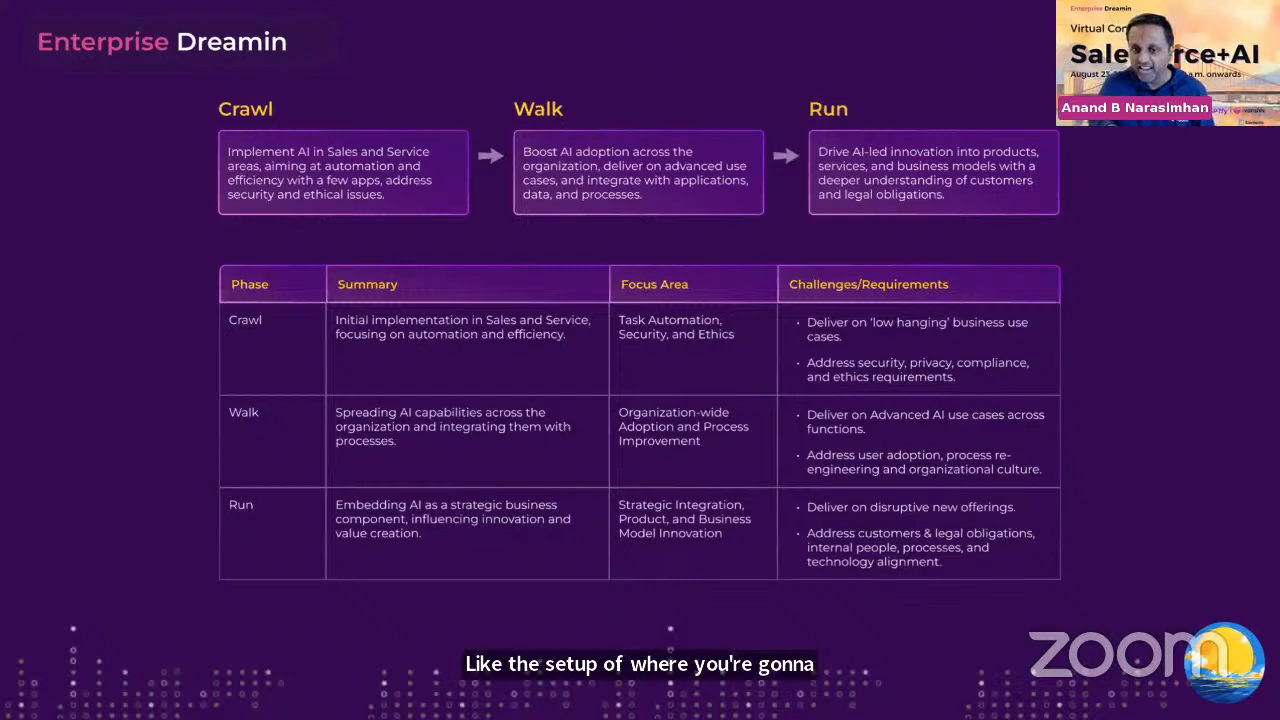 Enterprise Dreamin
Enterprise Dreamin
Virtual Con
Sale rce+AI
August 23, a.m. onwards
Anand B Narasimhan
Crawl
Implement AI in Sales and Service
areas, aiming at automation and
efficiency with a few apps, address
security and ethical issues.
Walk
Boost AI adoption across the
organization, deliver on advanced use
cases, and integrate with applications,
data, and processes.
Run
Drive AI-led innovation into products,
services, and business models with a
deeper understanding of customers
and legal obligations.
Phase
Summary
Focus Area
Challenges/Requirements
Crawl
Initial implementation in Sales and Service,
focusing on automation and efficiency.
Task Automation,
Security, and Ethics
• Deliver on ‘low hanging’ business use
cases.
• Address security, privacy, compliance,
and ethics requirements.
Walk
Spreading AI capabilities across the
organization and integrating them with
processes.
Organization-wide
Adoption and Process
Improvement
• Deliver on Advanced AI use cases across
functions.
• Address user adoption, process re-
engineering and organizational culture.
Run
Embedding AI as a strategic business
component, influencing innovation and
value creation.
Strategic Integration,
Product, and Business
Model Innovation
• Deliver on disruptive new offerings.
• Address customers & legal obligations,
internal people, processes, and
technology alignment.
Like the setup of where you're gonna
zoom